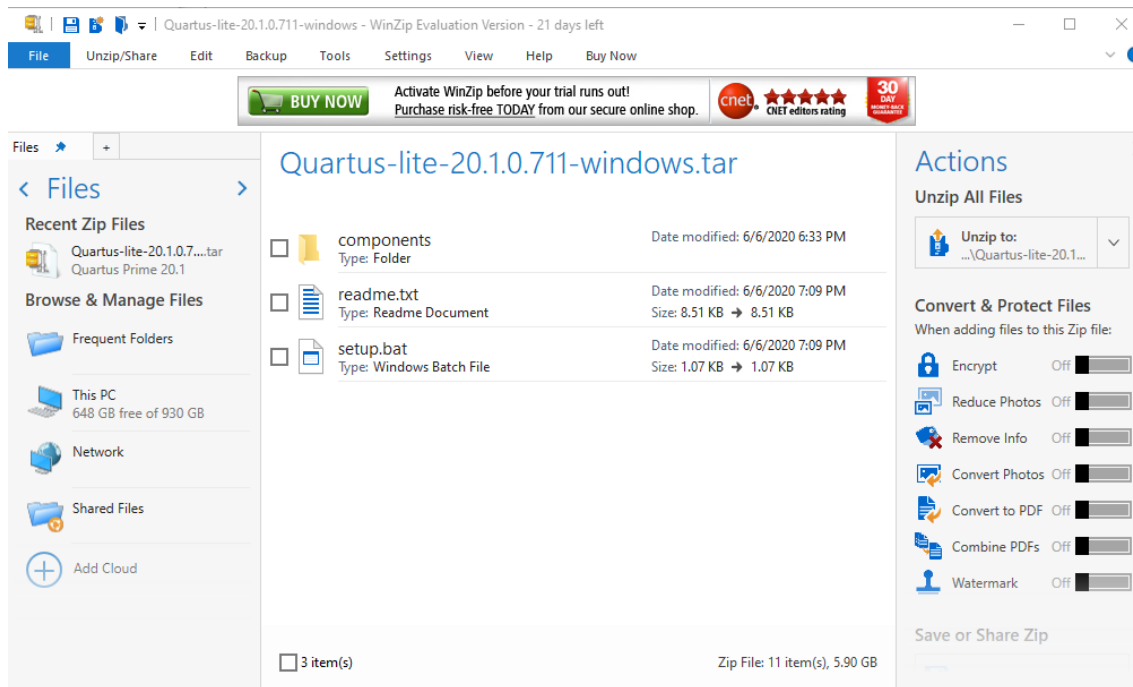 Quartus-lite-20.1.0.711-windows - WinZip Evaluation Version - 21 days left
File Unzip/Share Edit Backup Tools Settings View Help Buy Now
BUY NOW
Activate WinZip before your trial runs out!
Purchase risk-free TODAY from our secure online shop.
cnet
CNET editors rating
30
DAY
MONEY-BACK
GUARANTEE
Files +
Files
Recent Zip Files
Quartus-lite-20.1.0.7....tar
Quartus Prime 20.1
Browse & Manage Files
Frequent Folders
This PC
648 GB free of 930 GB
Network
Shared Files
Add Cloud
Quartus-lite-20.1.0.711-windows.tar
components Date modified: 6/6/2020 6:33 PM
Type: Folder
readme.txt Date modified: 6/6/2020 7:09 PM
Type: Readme Document Size: 8.51 KB → 8.51 KB
setup.bat Date modified: 6/6/2020 7:09 PM
Type: Windows Batch File Size: 1.07 KB → 1.07 KB
3 item(s) Zip File: 11 item(s), 5.90 GB
Actions
Unzip All Files
Unzip to:
...\Quartus-lite-20.1...
Convert & Protect Files
When adding files to this Zip file:
Encrypt Off
Reduce Photos Off
Remove Info Off
Convert Photos Off
Convert to PDF Off
Combine PDFs Off
Watermark Off
Save or Share Zip